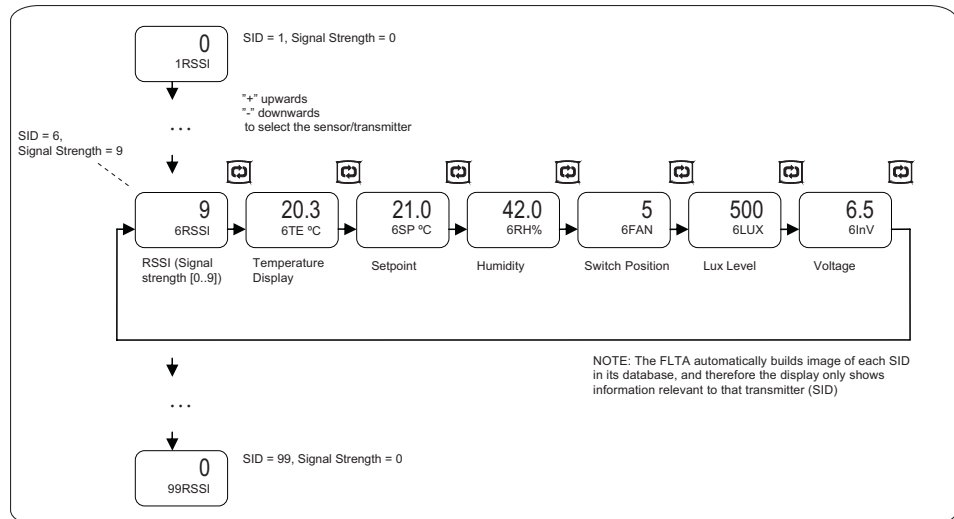 0
1RSSI
SID = 1, Signal Strength = 0
"+" upwards
"-" downwards
to select the sensor/transmitter
...
SID = 6,
Signal Strength = 9
9
6RSSI
20.3
6TE ºC
21.0
6SP ºC
42.0
6RH%
5
6FAN
500
6LUX
6.5
6InV
RSSI (Signal
strength [0..9])
Temperature
Display
Setpoint
Humidity
Switch Position
Lux Level
Voltage
NOTE: The FLTA automatically builds image of each SID
in its database, and therefore the display only shows
information relevant to that transmitter (SID)
...
0
99RSSI
SID = 99, Signal Strength = 0